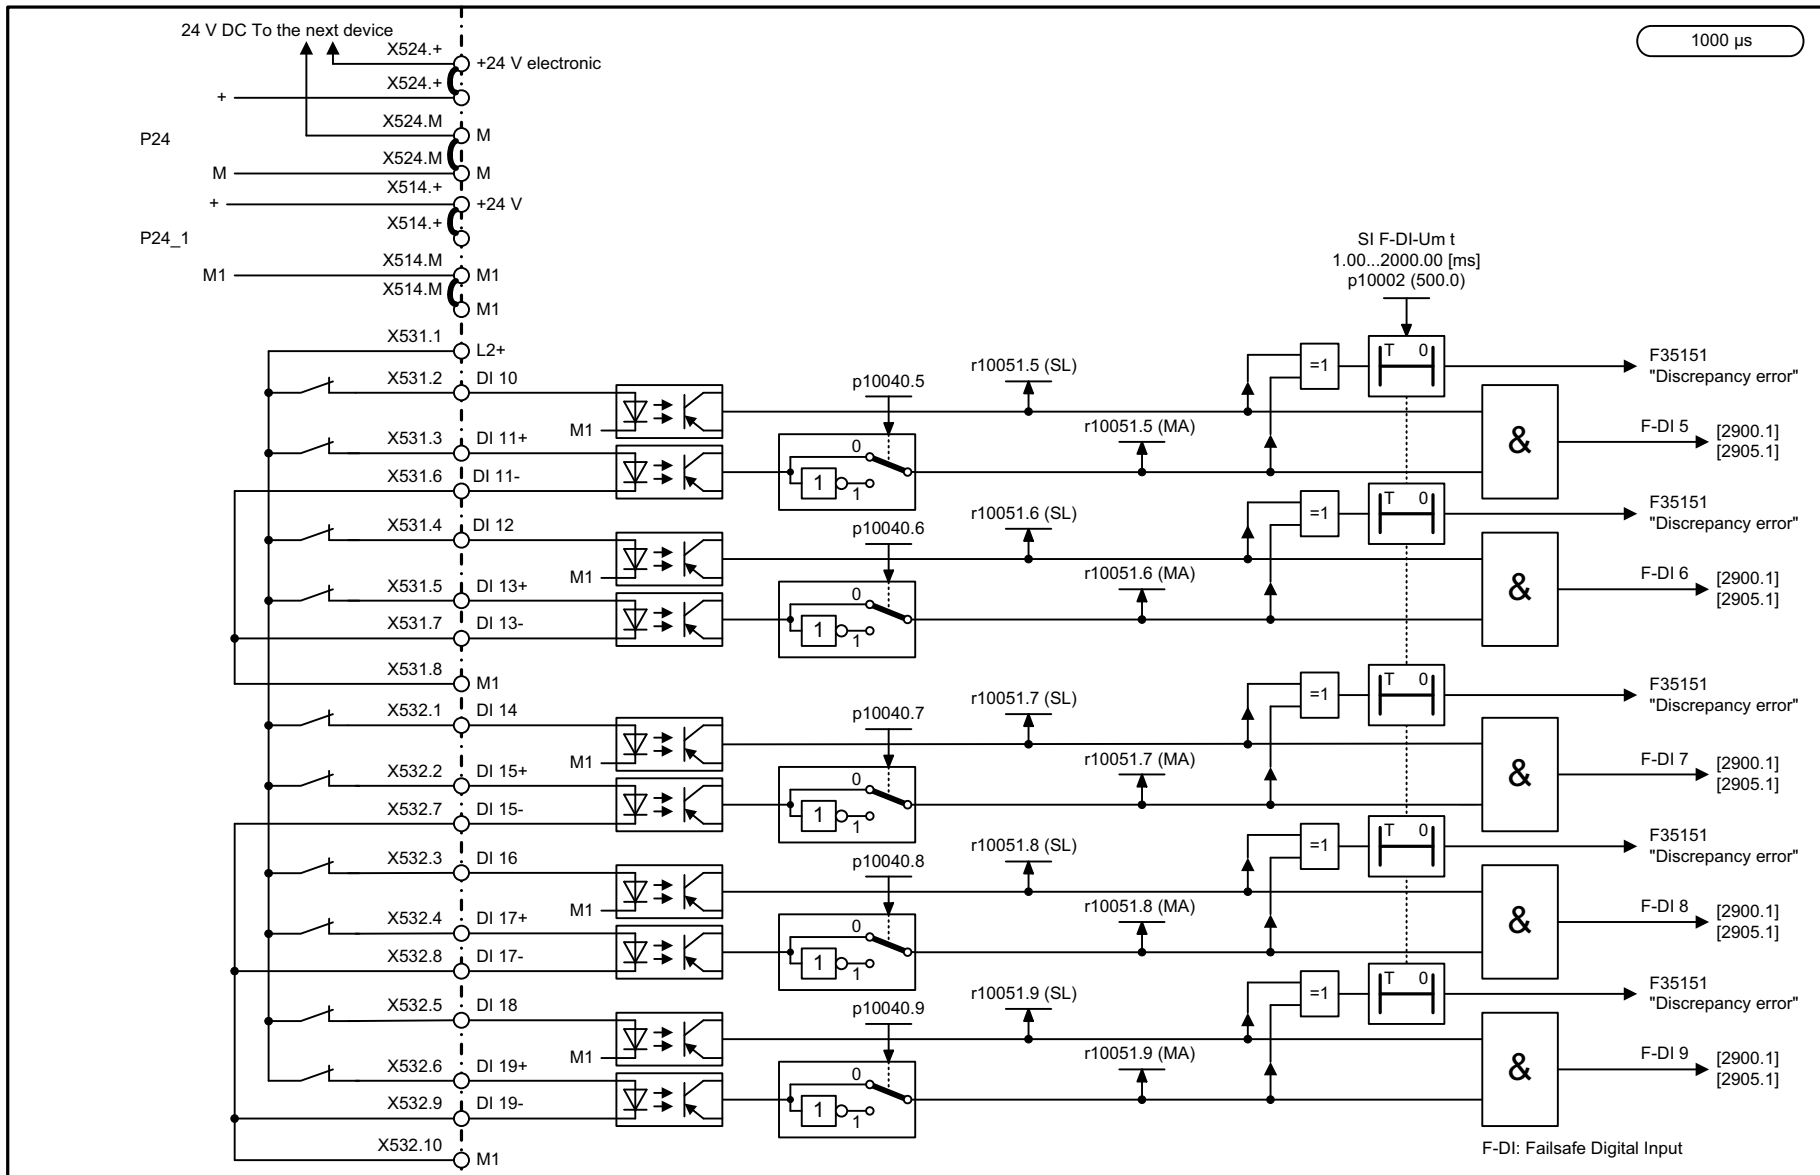 24 V DC To the next device
1000 µs
X524.+
+24 V electronic
X524.+
+
X524.M
M
P24
X524.M
M
M
X514.+
+
+24 V
X514.+
P24_1
X514.M
M1
M1
X514.M
M1
SI F-DI-Um t
1.00...2000.00 [ms]
p10002 (500.0)
X531.1
L2+
X531.2
DI 10
M1
p10040.5
r10051.5 (SL)
=1
T 0
F35151
"Discrepancy error"
X531.3
DI 11+
0
1
1
r10051.5 (MA)
&
F-DI 5
[2900.1]
[2905.1]
X531.6
DI 11-
X531.4
DI 12
M1
p10040.6
r10051.6 (SL)
=1
T 0
F35151
"Discrepancy error"
X531.5
DI 13+
0
1
1
r10051.6 (MA)
&
F-DI 6
[2900.1]
[2905.1]
X531.7
DI 13-
X531.8
M1
X532.1
DI 14
M1
p10040.7
r10051.7 (SL)
=1
T 0
F35151
"Discrepancy error"
X532.2
DI 15+
0
1
1
r10051.7 (MA)
&
F-DI 7
[2900.1]
[2905.1]
X532.7
DI 15-
X532.3
DI 16
M1
p10040.8
r10051.8 (SL)
=1
T 0
F35151
"Discrepancy error"
X532.4
DI 17+
0
1
1
r10051.8 (MA)
&
F-DI 8
[2900.1]
[2905.1]
X532.8
DI 17-
X532.5
DI 18
M1
p10040.9
r10051.9 (SL)
=1
T 0
F35151
"Discrepancy error"
X532.6
DI 19+
0
1
1
r10051.9 (MA)
&
F-DI 9
[2900.1]
[2905.1]
X532.9
DI 19-
X532.10
M1
F-DI: Failsafe Digital Input